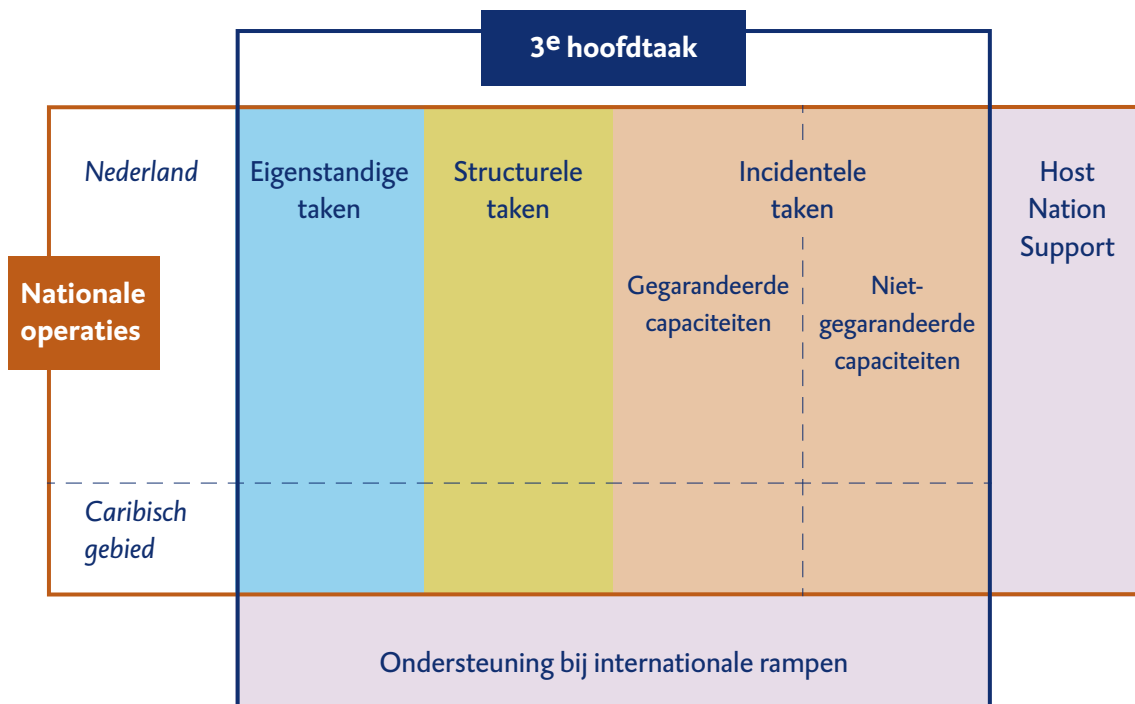 3e hoofdtaak
Nederland
Eigenstandige
taken
Structurele
taken
Incidentele
taken
Host
Nation
Support
Gegarandeerde
capaciteiten
Niet-
gegarandeerde
capaciteiten
Nationale
operaties
Caribisch
gebied
Ondersteuning bij internationale rampen